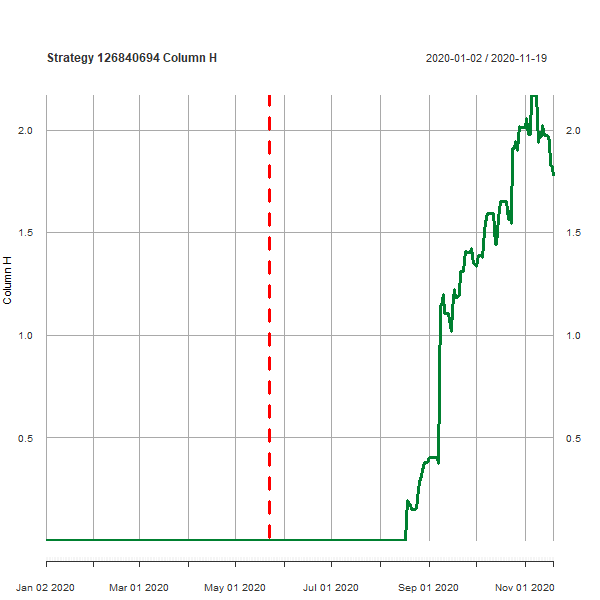 Strategy 126840694 Column H
2020-01-02 / 2020-11-19
2.0
2.0
1.5
1.5
Column H
1.0
1.0
0.5
0.5
Jan 02 2020
Mar 01 2020
May 01 2020
Jul 01 2020
Sep 01 2020
Nov 01 2020